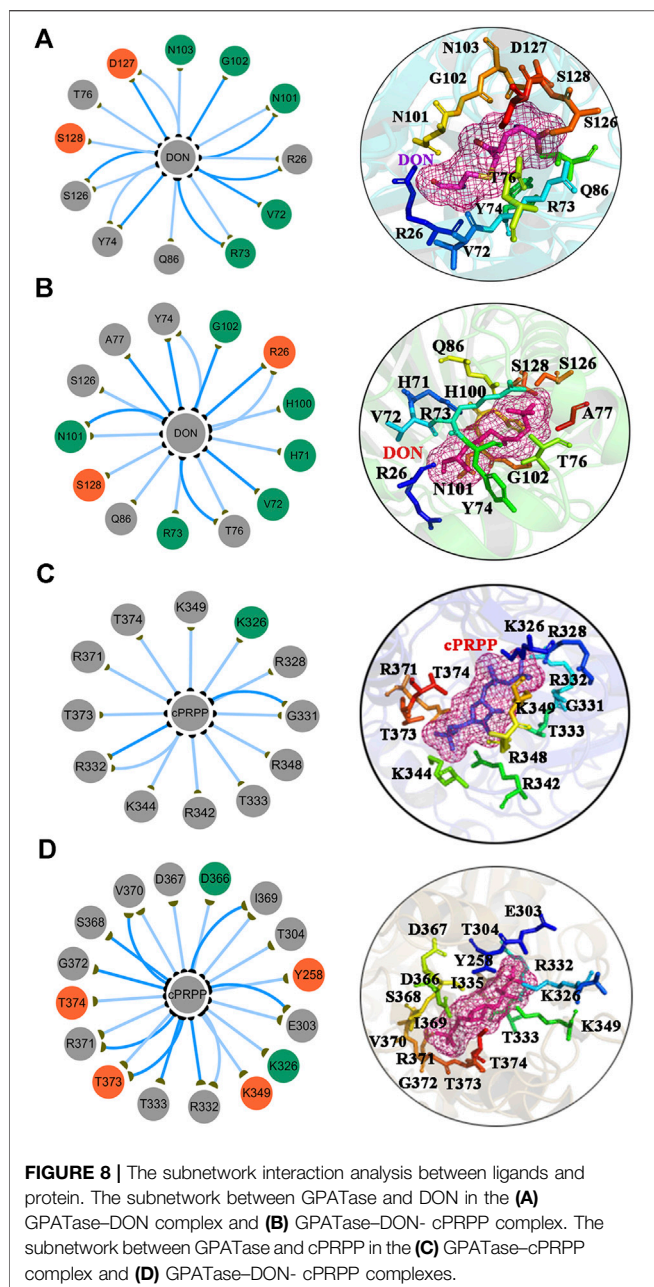 A
N103
D127
G102
T76
N101
S128
DON
R26
S126
V72
Y74
R73
Q86
N103
D127
G102
S128
N101
S126
DON
T76
Q86
Y74
R73
R26
V72
B
Y74
G102
A77
R26
S126
H100
N101
DON
H71
S128
V72
Q86
R73
T76
Q86
S128
S126
H71
H100
V72
R73
A77
DON
T76
R26
N101
G102
Y74
C
K349
T374
K326
R371
R328
T373
cPRPP
G331
R332
R348
K344
R342
T333
K326
R328
cPRPP
R371
T374
R332
K349
G331
T373
T333
R348
K344
R342
D
D367
D366
V370
I369
S368
T304
G372
Y258
cPRPP
T374
E303
R371
K326
T373
K349
T333
R332
E303
D367
T304
Y258
D366
I335
R332
S368
K326
I369
T333
K349
V370
R371
T374
G372
T373
FIGURE 8 | The subnetwork interaction analysis between ligands and
protein. The subnetwork between GPATase and DON in the (A)
GPATase–DON complex and (B) GPATase–DON- cPRPP complex. The
subnetwork between GPATase and cPRPP in the (C) GPATase–cPRPP
complex and (D) GPATase–DON- cPRPP complexes.